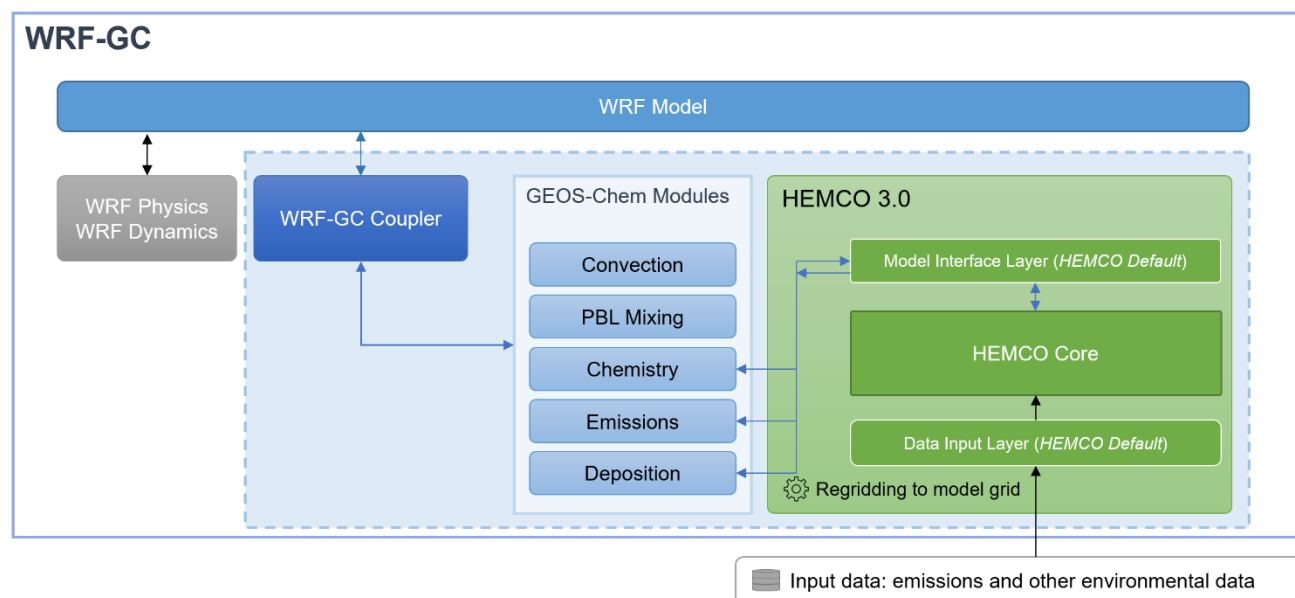 WRF-GC
WRF Model
WRF Physics
WRF Dynamics
WRF-GC Coupler
GEOS-Chem Modules
Convection
PBL Mixing
Chemistry
Emissions
Deposition
HEMCO 3.0
Model Interface Layer (HEMCO Default)
HEMCO Core
Data Input Layer (HEMCO Default)
Regridding to model grid
Input data: emissions and other environmental data